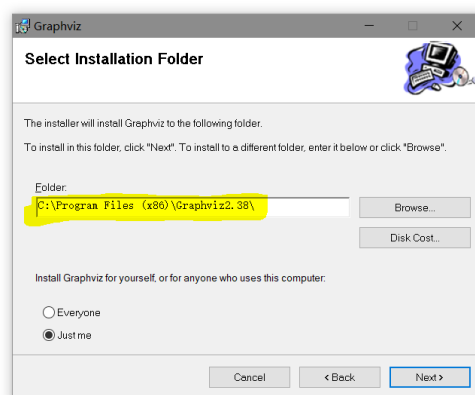 Graphviz
Select Installation Folder
The installer will install Graphviz to the following folder.
To install in this folder, click "Next". To install to a different folder, enter it below or click "Browse".
Folder:
C:\Program Files (x86)\Graphviz2.38\
Browse...
Disk Cost...
Install Graphviz for yourself, or for anyone who uses this computer:
Everyone
Just me
Cancel
< Back
Next >